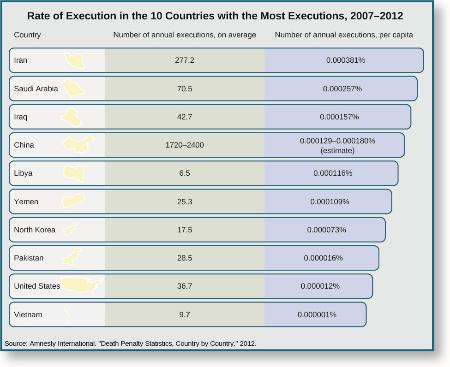 Rate of Execution in the 10 Countries with the Most Executions, 2007–2012
Country Number of annual executions, on average Number of annual executions, per capita
Iran 277.2 0.000381%
Saudi Arabia 70.5 0.000257%
Iraq 42.7 0.000157%
China 1720–2400 0.000129–0.000180%
(estimate)
Libya 6.5 0.000116%
Yemen 25.3 0.000109%
North Korea 17.5 0.000073%
Pakistan 28.5 0.000016%
United States 36.7 0.000012%
Vietnam 9.7 0.000001%
Source: Amnesty International. “Death Penalty Statistics, Country by Country.” 2012.